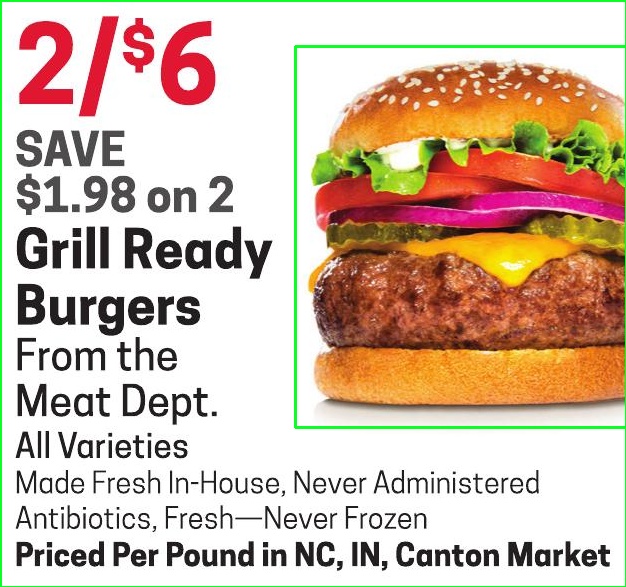 2/$6
SAVE
$1.98 on 2
Grill Ready
Burgers
From the
Meat Dept.
All Varieties
Made Fresh In-House, Never Administered
Antibiotics, Fresh—Never Frozen
Priced Per Pound in NC, IN, Canton Market